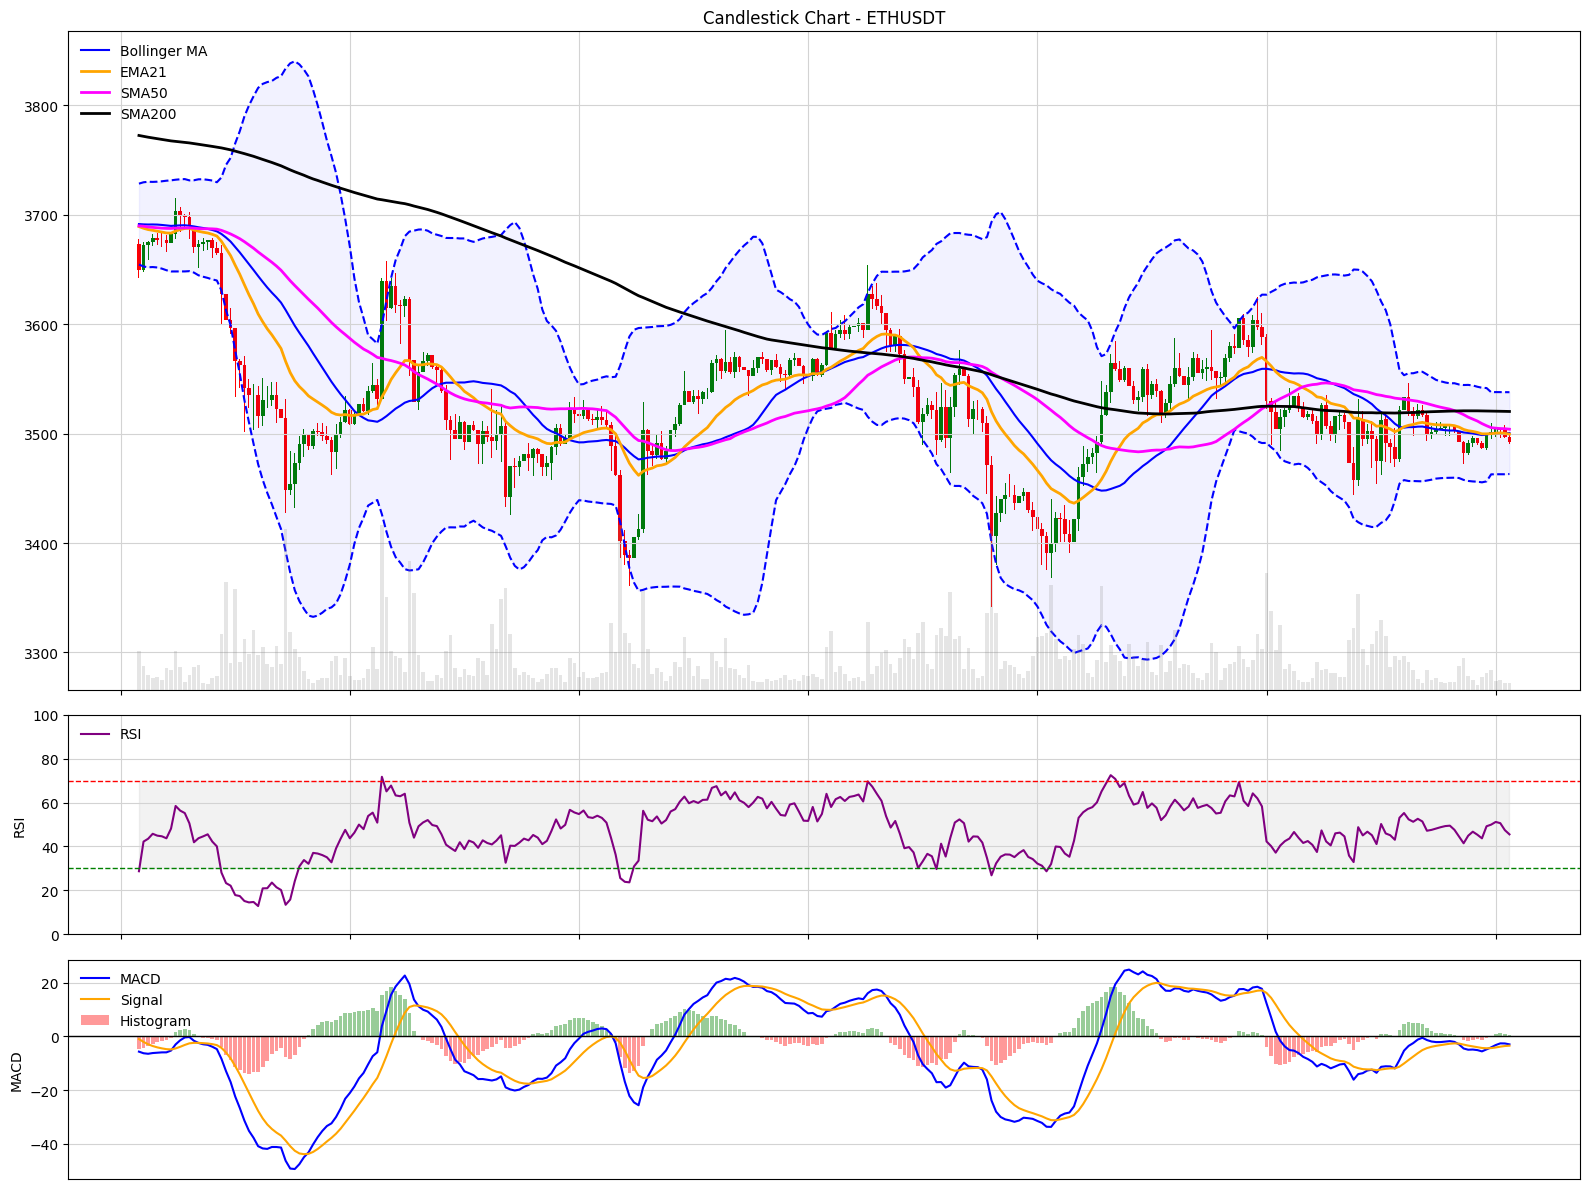 Candlestick Chart - ETHUSDT
Bollinger MA
EMA21
SMA50
SMA200
3800
3700
3600
3500
3400
3300
RSI
100
80
60
40
20
0
RSI
MACD
Signal
Histogram
20
0
−20
−40
MACD